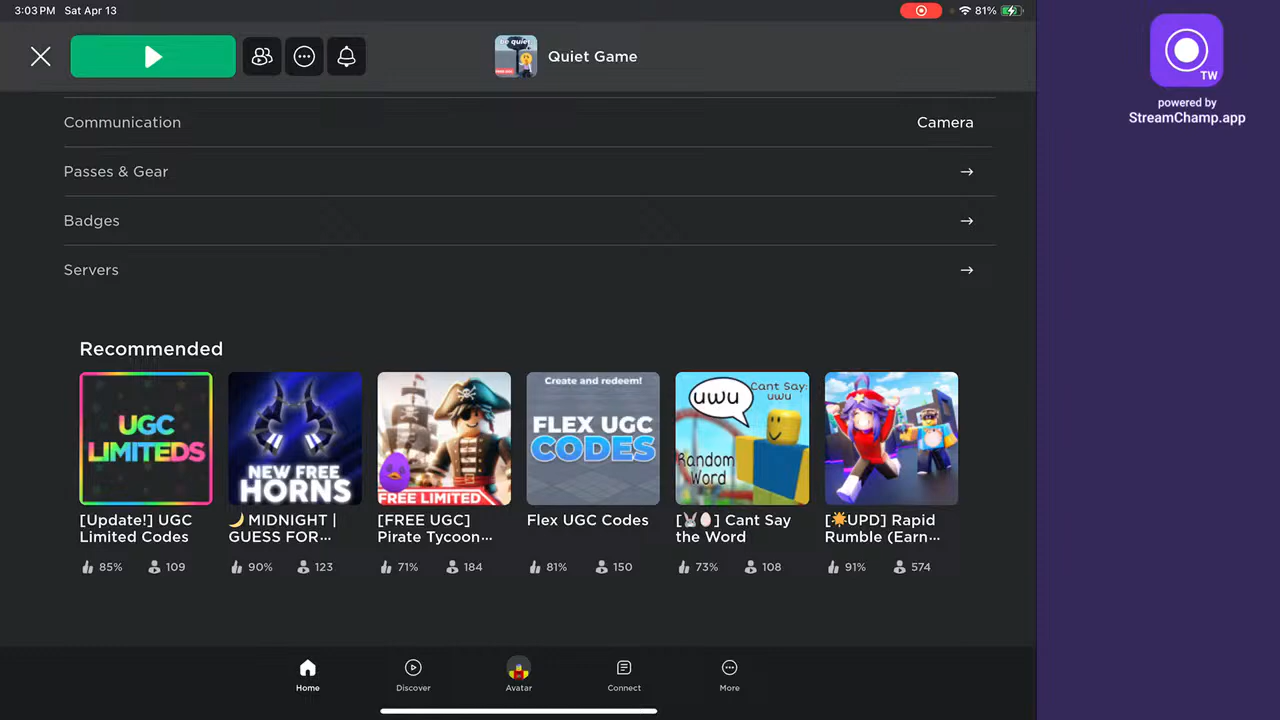 3:03 PM Sat Apr 13
81%
be quiet
Quiet Game
TW
powered by
StreamChamp.app
Communication
Camera
Passes & Gear
Badges
Servers
Recommended
UGC
LIMITEDS
NEW FREE
HORNS
FREE LIMITED
Create and redeem!
FLEX UGC
CODES
uwu
Cant Say:
uwu
Random
Word
[Update!] UGC
Limited Codes
🌙 MIDNIGHT |
GUESS FOR...
[FREE UGC]
Pirate Tycoon...
Flex UGC Codes
[🐰🥚] Cant Say
the Word
[☀️UPD] Rapid
Rumble (Earn...
85% 109
90% 123
71% 184
81% 150
73% 108
91% 574
Home
Discover
Avatar
Connect
More